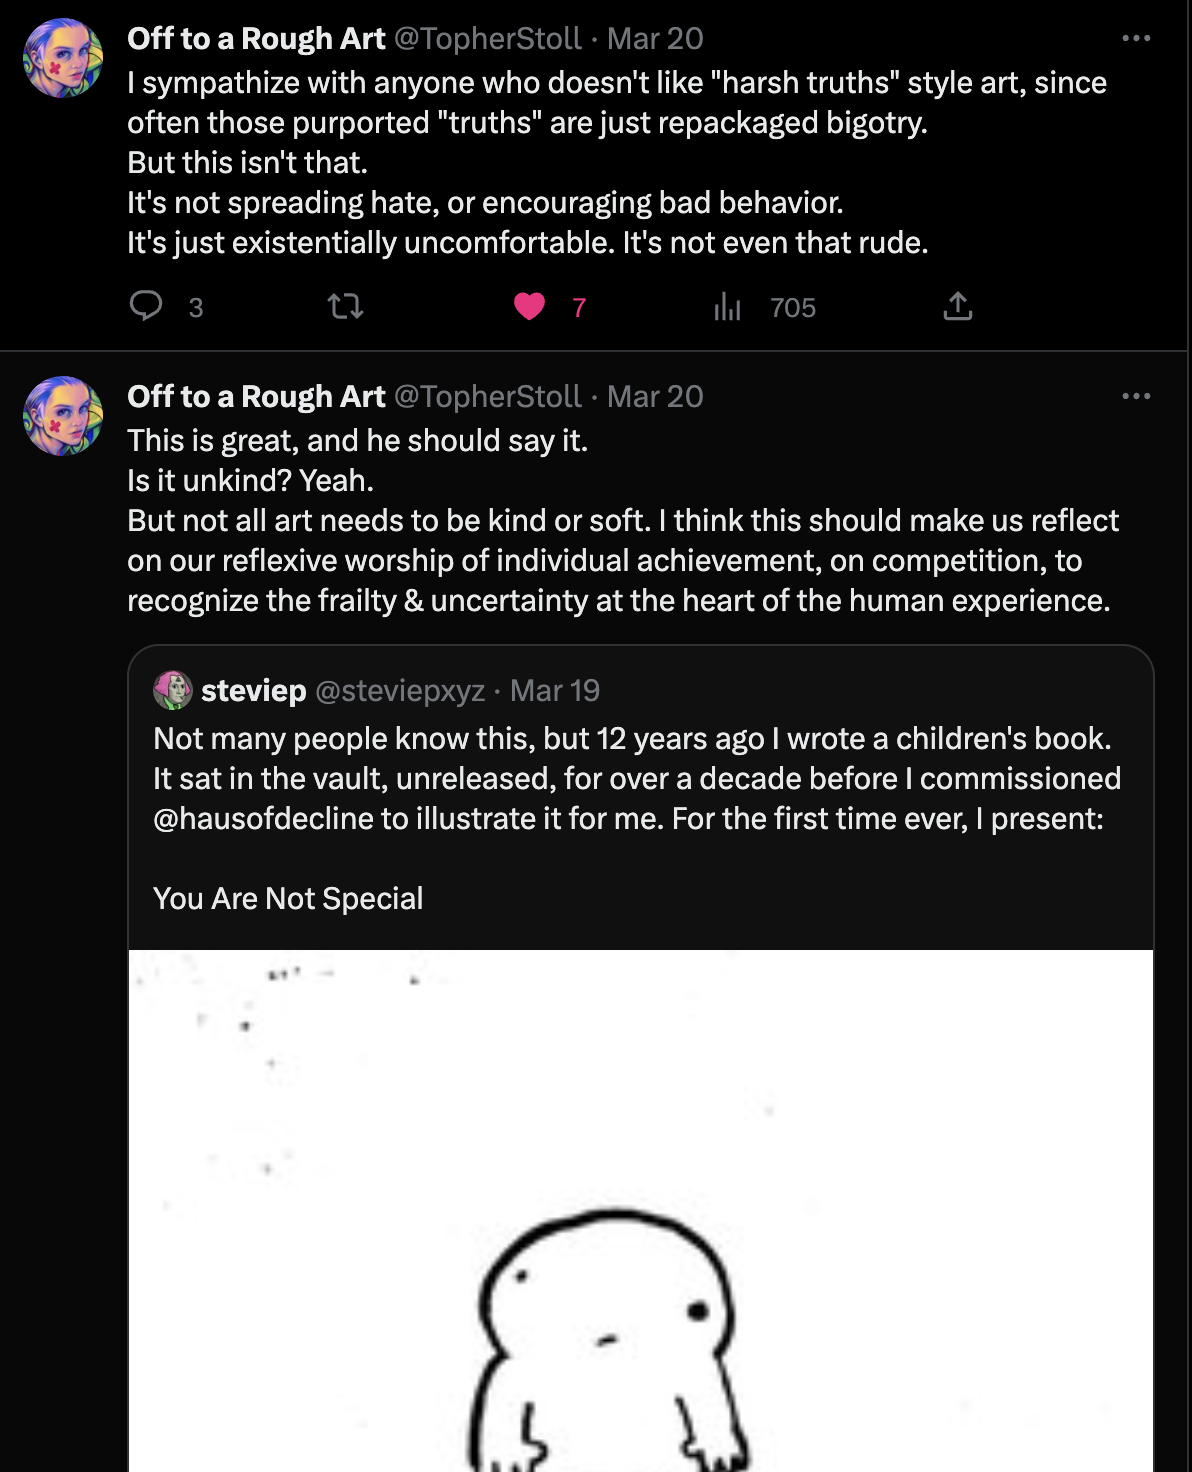 Off to a Rough Art @TopherStoll · Mar 20
I sympathize with anyone who doesn't like "harsh truths" style art, since
often those purported "truths" are just repackaged bigotry.
But this isn't that.
It's not spreading hate, or encouraging bad behavior.
It's just existentially uncomfortable. It's not even that rude.
3 7 705
Off to a Rough Art @TopherStoll · Mar 20
This is great, and he should say it.
Is it unkind? Yeah.
But not all art needs to be kind or soft. I think this should make us reflect
on our reflexive worship of individual achievement, on competition, to
recognize the frailty & uncertainty at the heart of the human experience.
steviep @steviepxyz · Mar 19
Not many people know this, but 12 years ago I wrote a children's book.
It sat in the vault, unreleased, for over a decade before I commissioned
@hausofdecline to illustrate it for me. For the first time ever, I present:
You Are Not Special